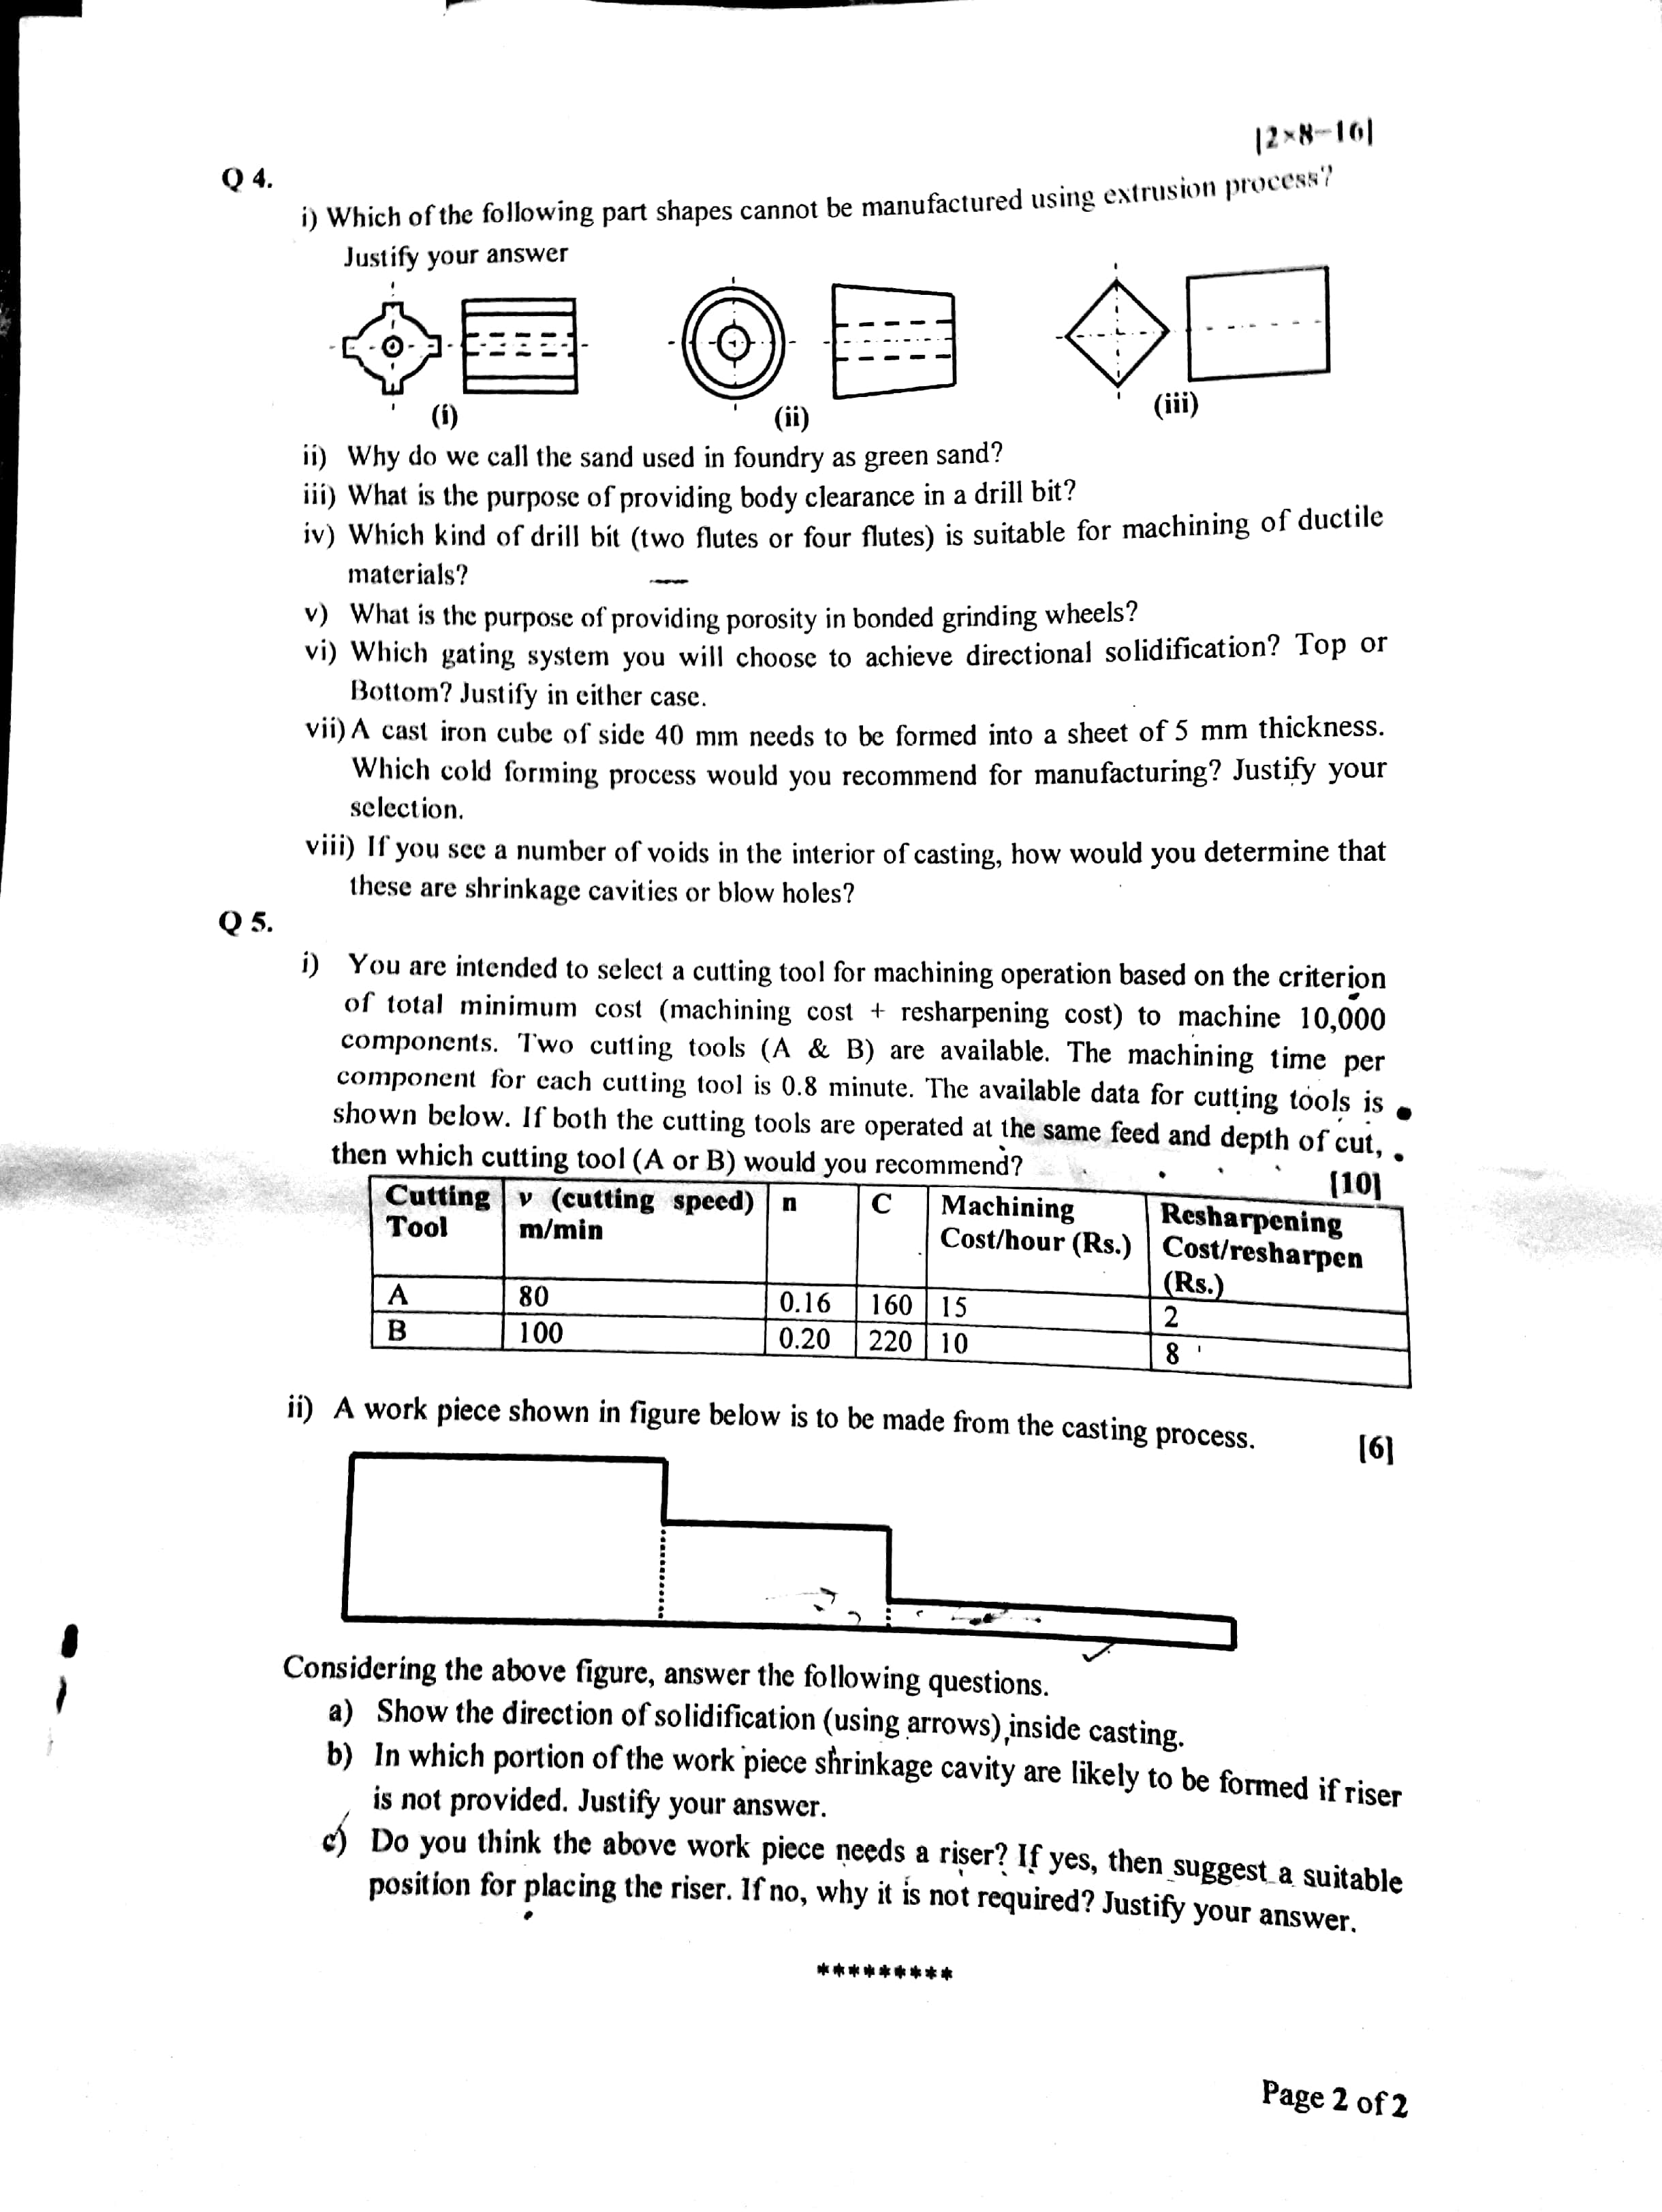 [2×8=16]
Q 4.
i) Which of the following part shapes cannot be manufactured using extrusion process?
Justify your answer
(i)
(ii)
(iii)
ii) Why do we call the sand used in foundry as green sand?
iii) What is the purpose of providing body clearance in a drill bit?
iv) Which kind of drill bit (two flutes or four flutes) is suitable for machining of ductile
materials?
v) What is the purpose of providing porosity in bonded grinding wheels?
vi) Which gating system you will choose to achieve directional solidification? Top or
Bottom? Justify in either case.
vii) A cast iron cube of side 40 mm needs to be formed into a sheet of 5 mm thickness.
Which cold forming process would you recommend for manufacturing? Justify your
selection.
viii) If you see a number of voids in the interior of casting, how would you determine that
these are shrinkage cavities or blow holes?
Q 5.
i) You are intended to select a cutting tool for machining operation based on the criterion
of total minimum cost (machining cost + resharpening cost) to machine 10,000
components. Two cutting tools (A & B) are available. The machining time per
component for each cutting tool is 0.8 minute. The available data for cutting tools is
shown below. If both the cutting tools are operated at the same feed and depth of cut,
then which cutting tool (A or B) would you recommend?
[10]
Cutting v (cutting speed) n C Machining Resharpening
Tool m/min Cost/hour (Rs.) Cost/resharpen
(Rs.)
A 80 0.16 160 15 2
B 100 0.20 220 10 8
ii) A work piece shown in figure below is to be made from the casting process.
[6]
Considering the above figure, answer the following questions.
a) Show the direction of solidification (using arrows) inside casting.
b) In which portion of the work piece shrinkage cavity are likely to be formed if riser
is not provided. Justify your answer.
c) Do you think the above work piece needs a riser? If yes, then suggest a suitable
position for placing the riser. If no, why it is not required? Justify your answer.
*********
Page 2 of 2